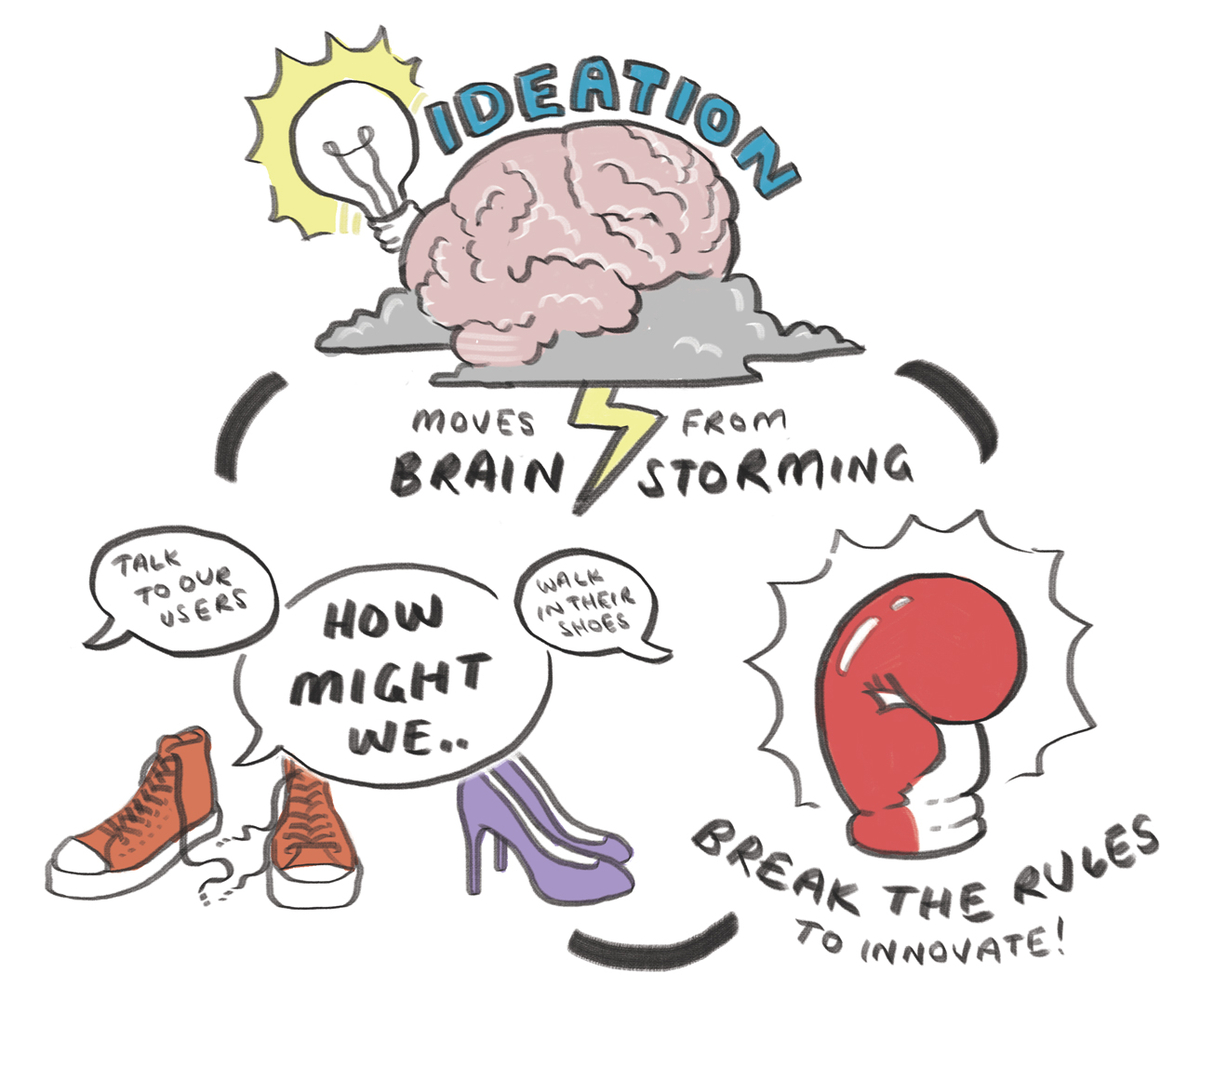 IDEATION
MOVES FROM
BRAIN STORMING
TALK
TO OUR
USERS
HOW
MIGHT
WE..
WALK
IN THEIR
SHOES
BREAK THE RULES
TO INNOVATE!